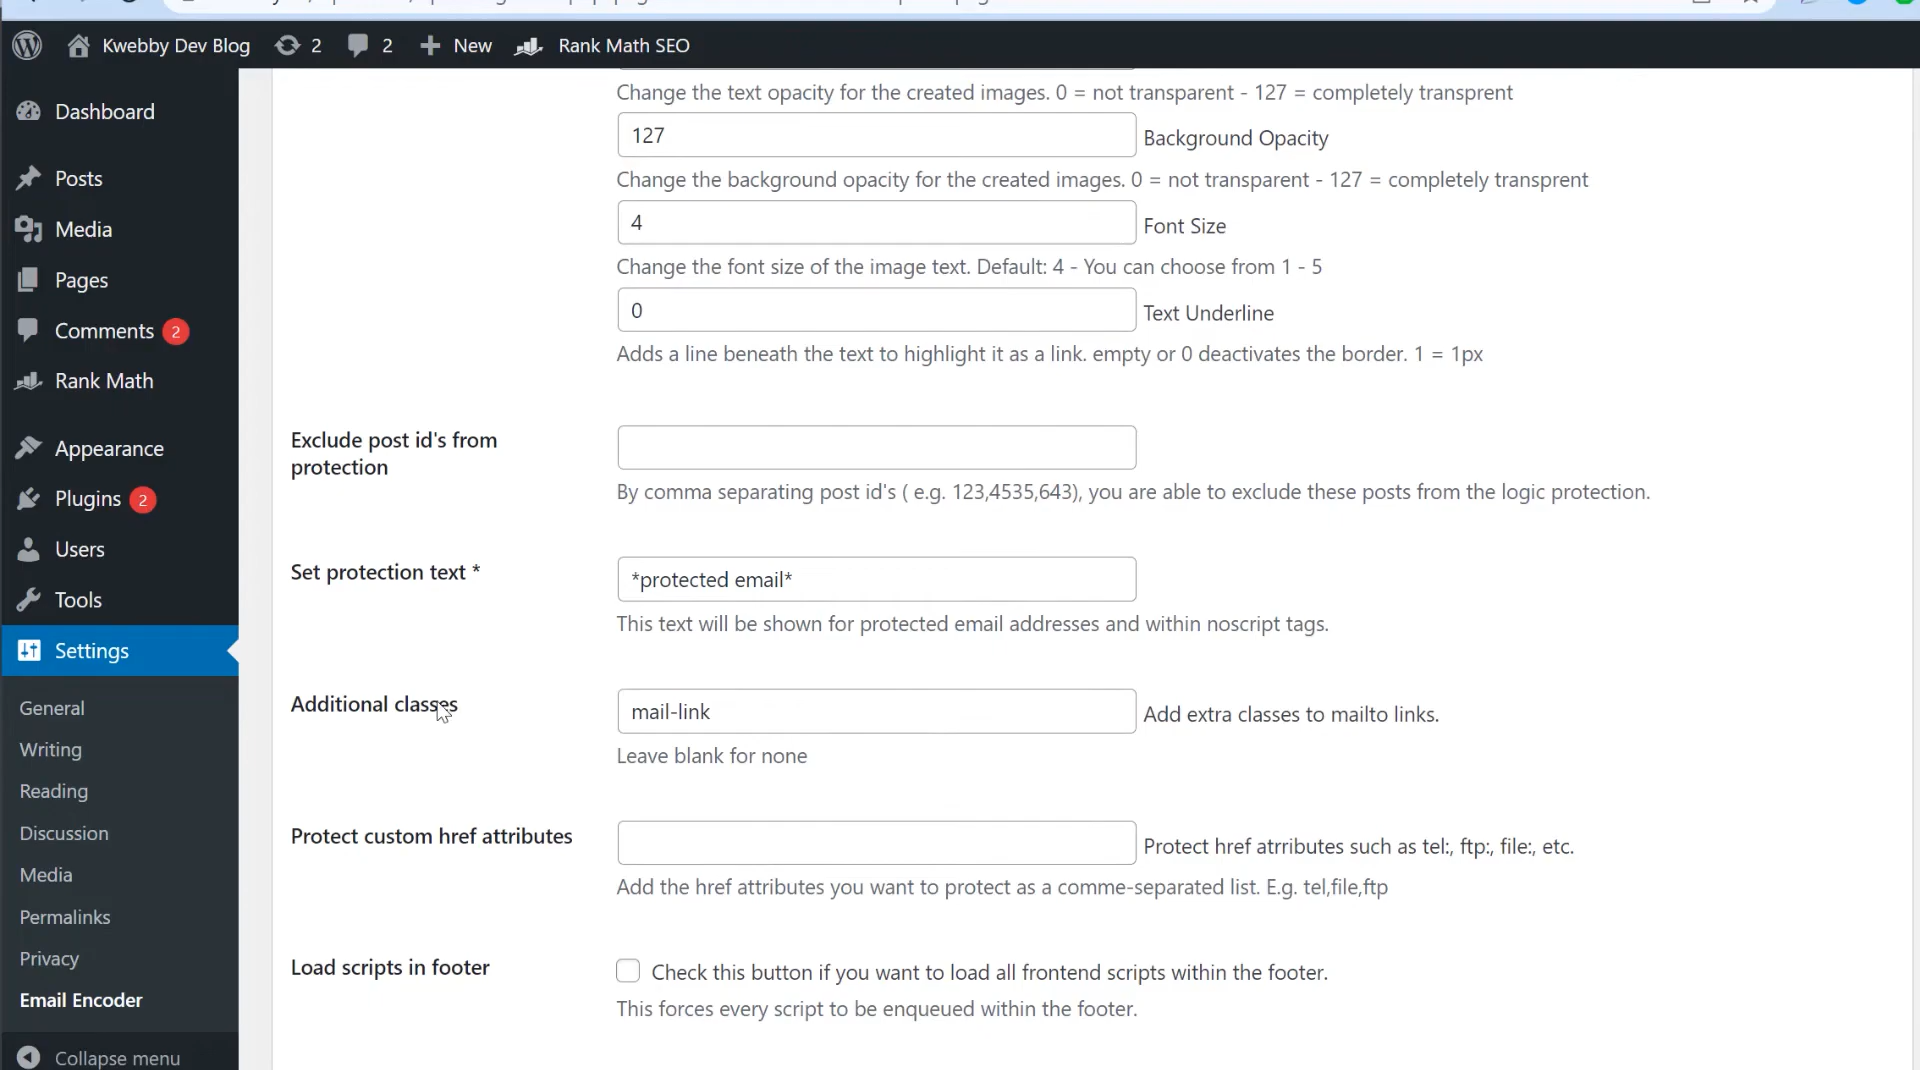 Kwebby Dev Blog 2 2 New Rank Math SEO
Dashboard
Posts
Media
Pages
Comments 2
Rank Math
Appearance
Plugins 2
Users
Tools
Settings
General
Writing
Reading
Discussion
Media
Permalinks
Privacy
Email Encoder
Collapse menu
Change the text opacity for the created images. 0 = not transparent - 127 = completely transprent
127 Background Opacity
Change the background opacity for the created images. 0 = not transparent - 127 = completely transprent
4 Font Size
Change the font size of the image text. Default: 4 - You can choose from 1 - 5
0 Text Underline
Adds a line beneath the text to highlight it as a link. empty or 0 deactivates the border. 1 = 1px
Exclude post id's from
protection
By comma separating post id's ( e.g. 123,4535,643), you are able to exclude these posts from the logic protection.
Set protection text *
*protected email*
This text will be shown for protected email addresses and within noscript tags.
Additional classes
mail-link Add extra classes to mailto links.
Leave blank for none
Protect custom href attributes
Protect href atrributes such as tel:, ftp:, file:, etc.
Add the href attributes you want to protect as a comme-separated list. E.g. tel,file,ftp
Load scripts in footer
Check this button if you want to load all frontend scripts within the footer.
This forces every script to be enqueued within the footer.